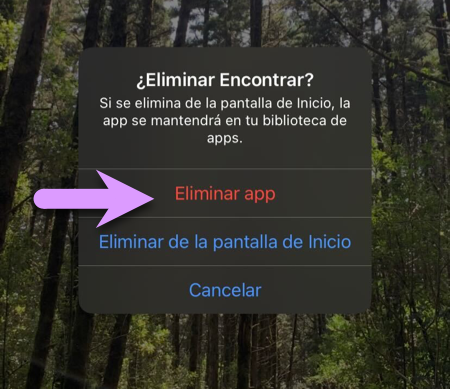 ¿Eliminar Encontrar?
Si se elimina de la pantalla de Inicio, la
app se mantendrá en tu biblioteca de
apps.
Eliminar app
Eliminar de la pantalla de Inicio
Cancelar